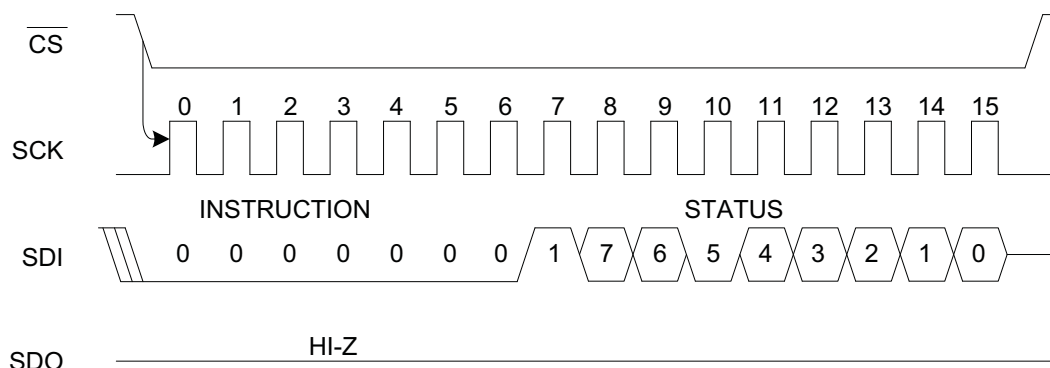 CS
0 1 2 3 4 5 6 7 8 9 10 11 12 13 14 15
SCK
INSTRUCTION STATUS
SDI 0 0 0 0 0 0 0 1 7 6 5 4 3 2 1 0
HI-Z
SDO